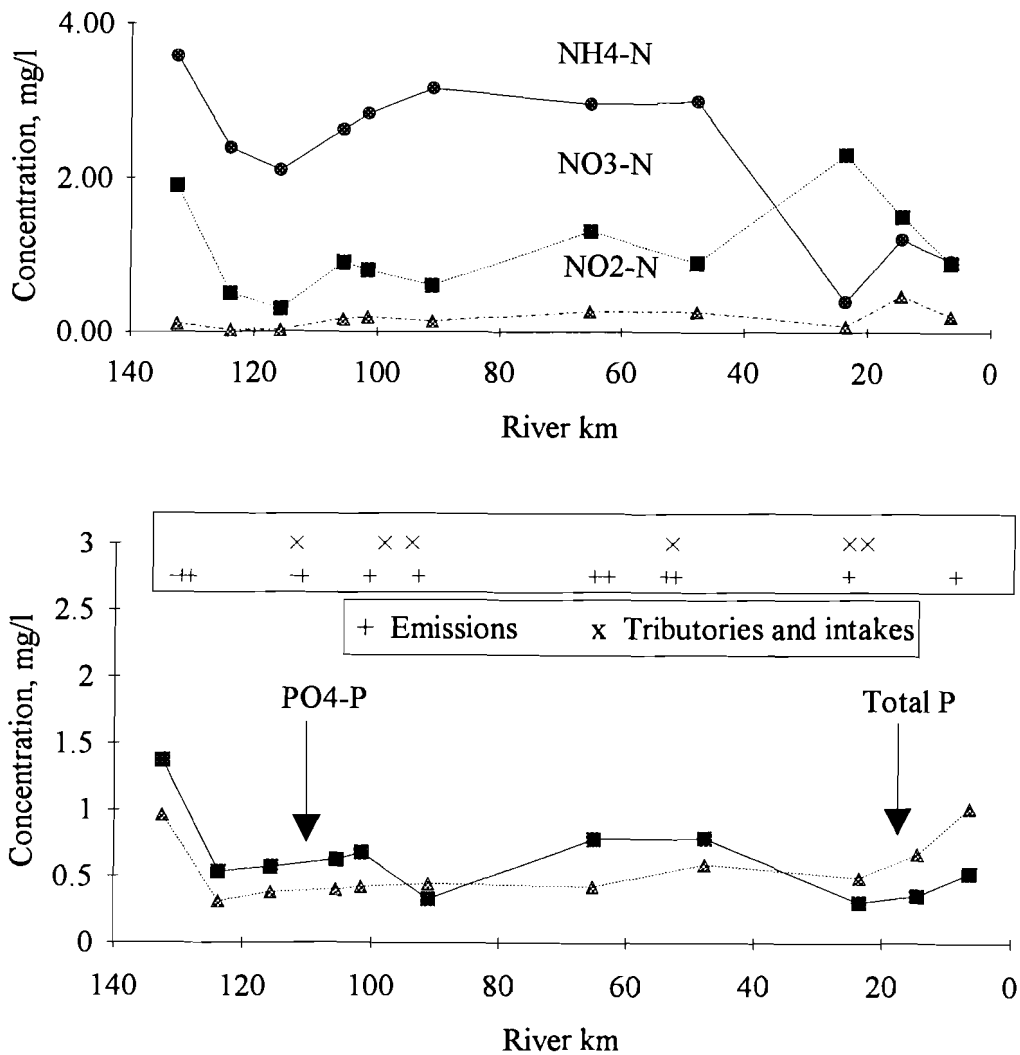 4.00
NH4-N
Concentration, mg/l
2.00
NO3-N
NO2-N
0.00
140 120 100 80 60 40 20 0
River km
3
2.5
+ Emissions x Tributories and intakes
Concentration, mg/l
2
PO4-P
Total P
1.5
1
0.5
0
140 120 100 80 60 40 20 0
River km